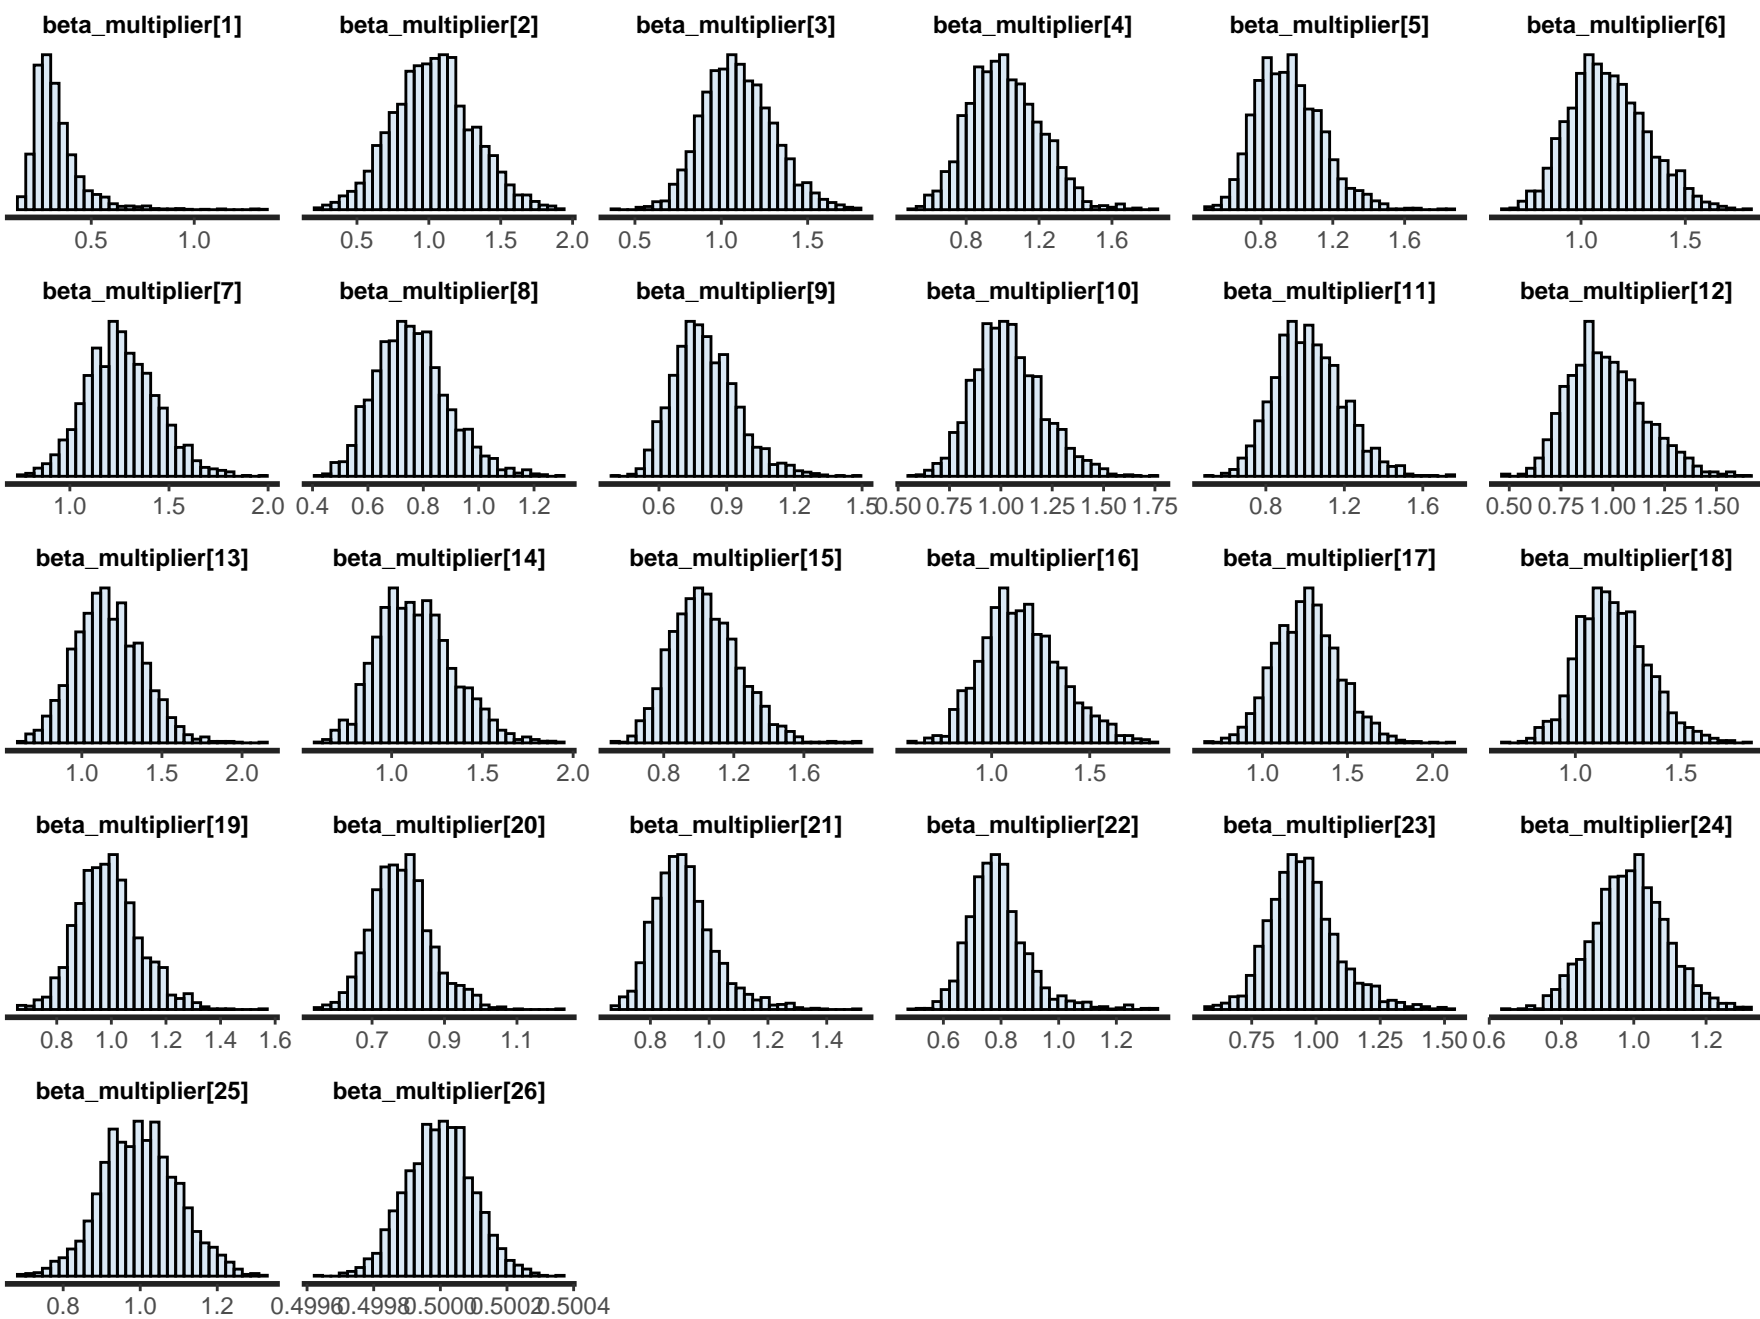 beta_multiplier[1] beta_multiplier[2] beta_multiplier[3] beta_multiplier[4] beta_multiplier[5] beta_multiplier[6]
0.5 1.0 0.5 1.0 1.5 2.0 0.5 1.0 1.5 0.8 1.2 1.6 0.8 1.2 1.6 1.0 1.5
beta_multiplier[7] beta_multiplier[8] beta_multiplier[9] beta_multiplier[10] beta_multiplier[11] beta_multiplier[12]
1.0 1.5 2.0 0.4 0.6 0.8 1.0 1.2 0.6 0.9 1.2 1.5 0.50 0.75 1.00 1.25 1.50 1.75 0.8 1.2 1.6 0.50 0.75 1.00 1.25 1.50
beta_multiplier[13] beta_multiplier[14] beta_multiplier[15] beta_multiplier[16] beta_multiplier[17] beta_multiplier[18]
1.0 1.5 2.0 1.0 1.5 2.0 0.8 1.2 1.6 1.0 1.5 1.0 1.5 2.0 1.0 1.5
beta_multiplier[19] beta_multiplier[20] beta_multiplier[21] beta_multiplier[22] beta_multiplier[23] beta_multiplier[24]
0.8 1.0 1.2 1.4 1.6 0.7 0.9 1.1 0.8 1.0 1.2 1.4 0.6 0.8 1.0 1.2 0.75 1.00 1.25 1.50 0.6 0.8 1.0 1.2
beta_multiplier[25] beta_multiplier[26]
0.8 1.0 1.2 0.4996 0.4998 0.5000 0.5002 0.5004